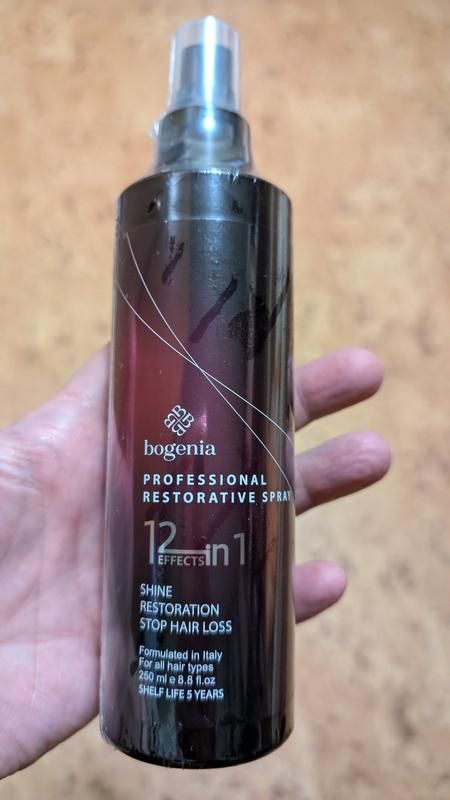 BBBB
bogenia
PROFESSIONAL
RESTORATIVE SPRAY
12 EFFECTS in 1
SHINE
RESTORATION
STOP HAIR LOSS
Formulated in Italy
For all hair types
250 ml e 8.8 fl.oz
SHELF LIFE 5 YEARS